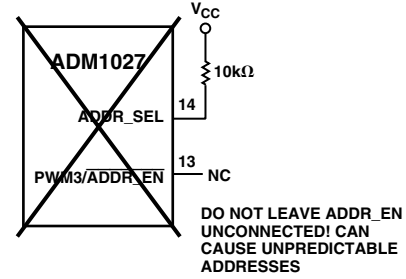 VCC
ADM1027
10kΩ
14
ADDR_SEL
13
PWM3/ADDR_EN
NC
DO NOT LEAVE ADDR_EN
UNCONNECTED! CAN
CAUSE UNPREDICTABLE
ADDRESSES